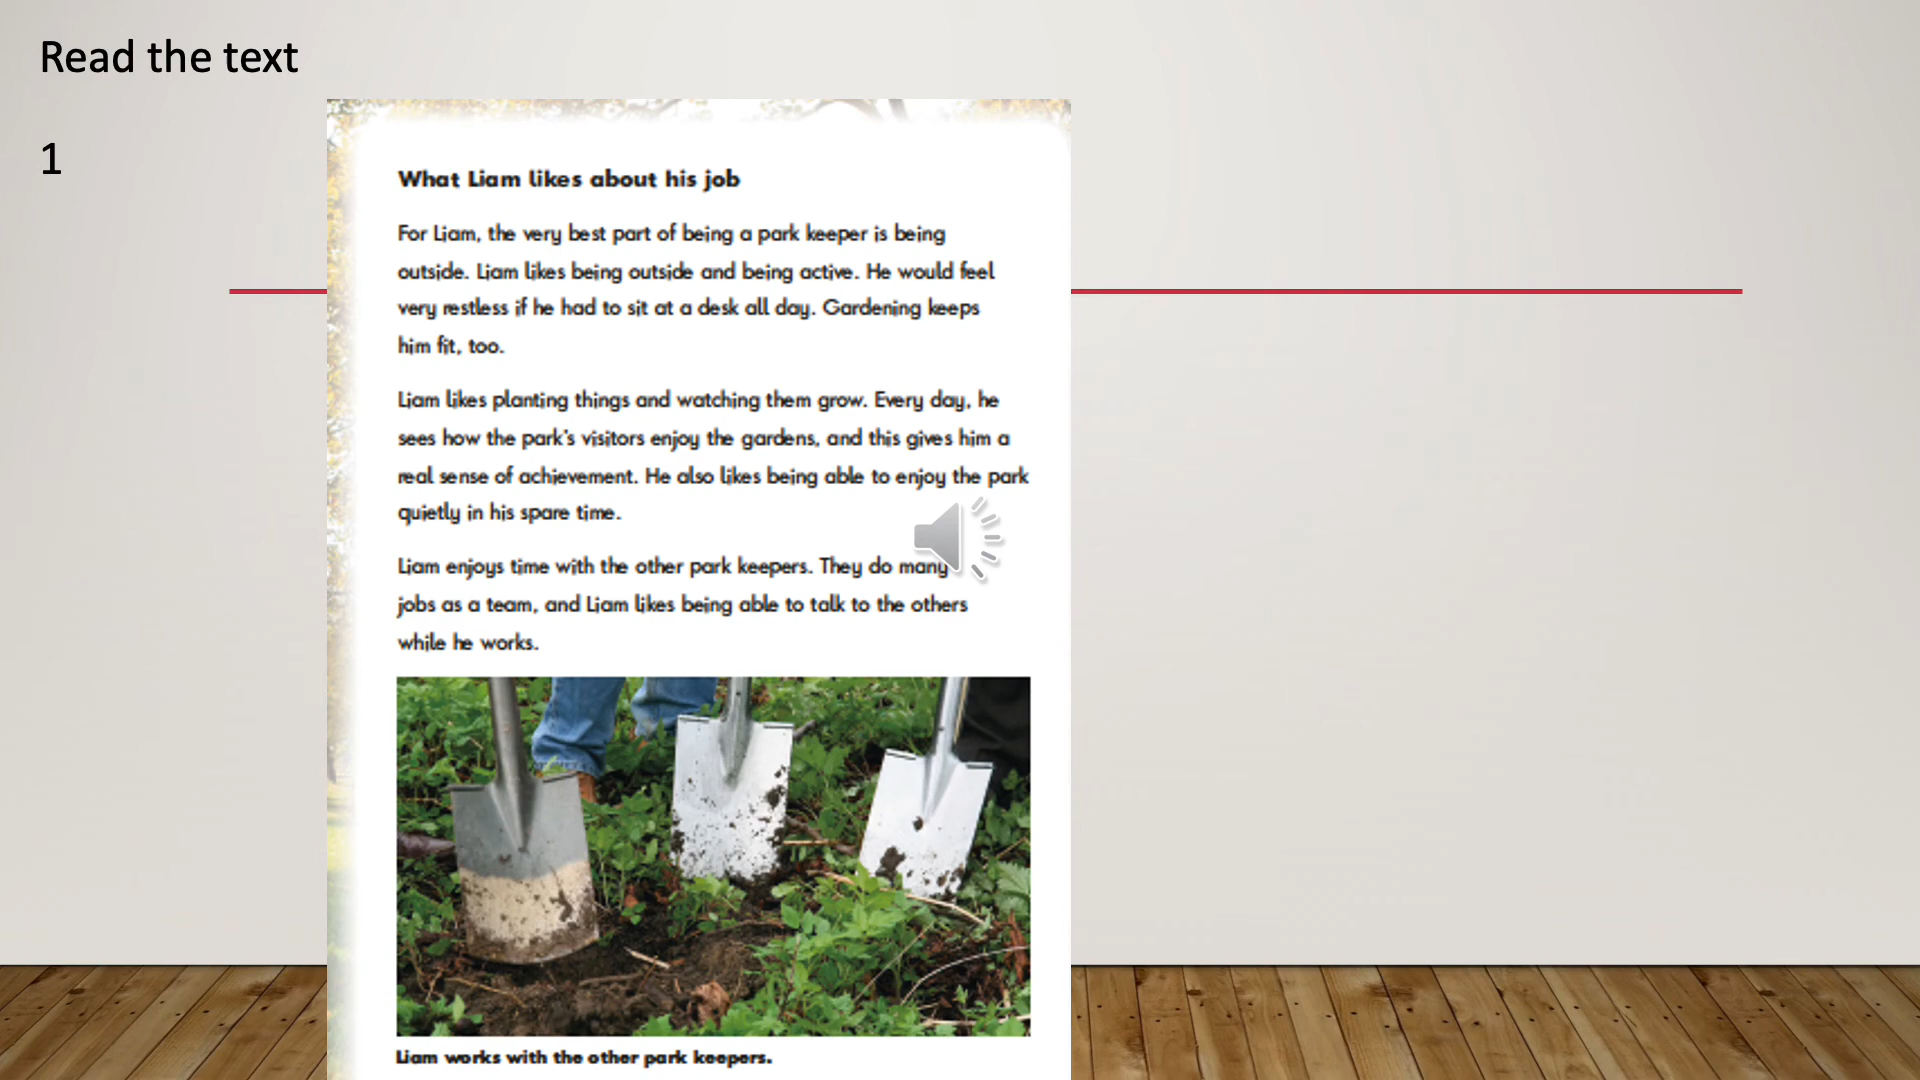 Read the text
1
What Liam likes about his job
For Liam, the very best part of being a park keeper is being
outside. Liam likes being outside and being active. He would feel
very restless if he had to sit at a desk all day. Gardening keeps
him fit, too.
Liam likes planting things and watching them grow. Every day, he
sees how the park's visitors enjoy the gardens, and this gives him a
real sense of achievement. He also likes being able to enjoy the park
quietly in his spare time.
Liam enjoys time with the other park keepers. They do many
jobs as a team, and Liam likes being able to talk to the others
while he works.
Liam works with the other park keepers.